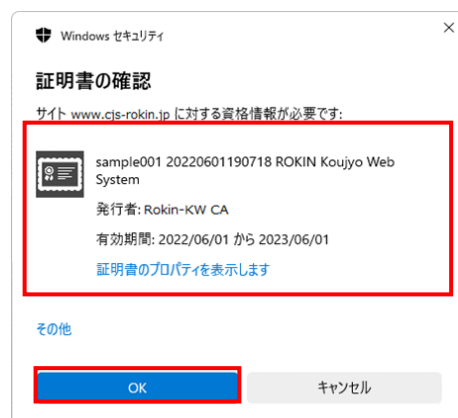 Windows セキュリティ
証明書の確認
サイト www.cjs-rokin.jp に対する資格情報が必要です:
sample001 20220601190718 ROKIN Koujyo Web
System
発行者: Rokin-KW CA
有効期間: 2022/06/01 から 2023/06/01
証明書のプロパティを表示します
その他
OK
キャンセル